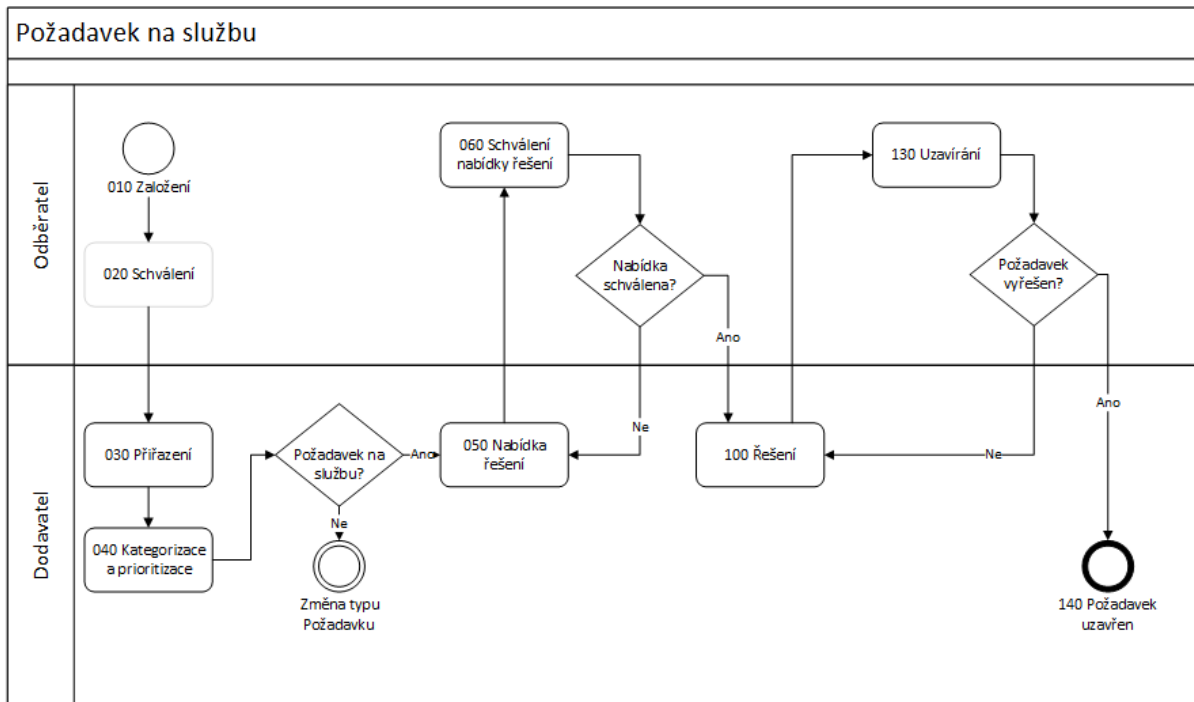 Požadavek na službu
Odběratel
010 Založení
020 Schválení
060 Schválení
nabídky řešení
Nabídka
schválena?
Ano
Ne
130 Uzavírání
Požadavek
vyřešen?
Ano
Ne
Dodavatel
030 Přiřazení
040 Kategorizace
a prioritizace
Požadavek na
službu?
Ano
Ne
Změna typu
Požadavku
050 Nabídka
řešení
100 Řešení
140 Požadavek
uzavřen